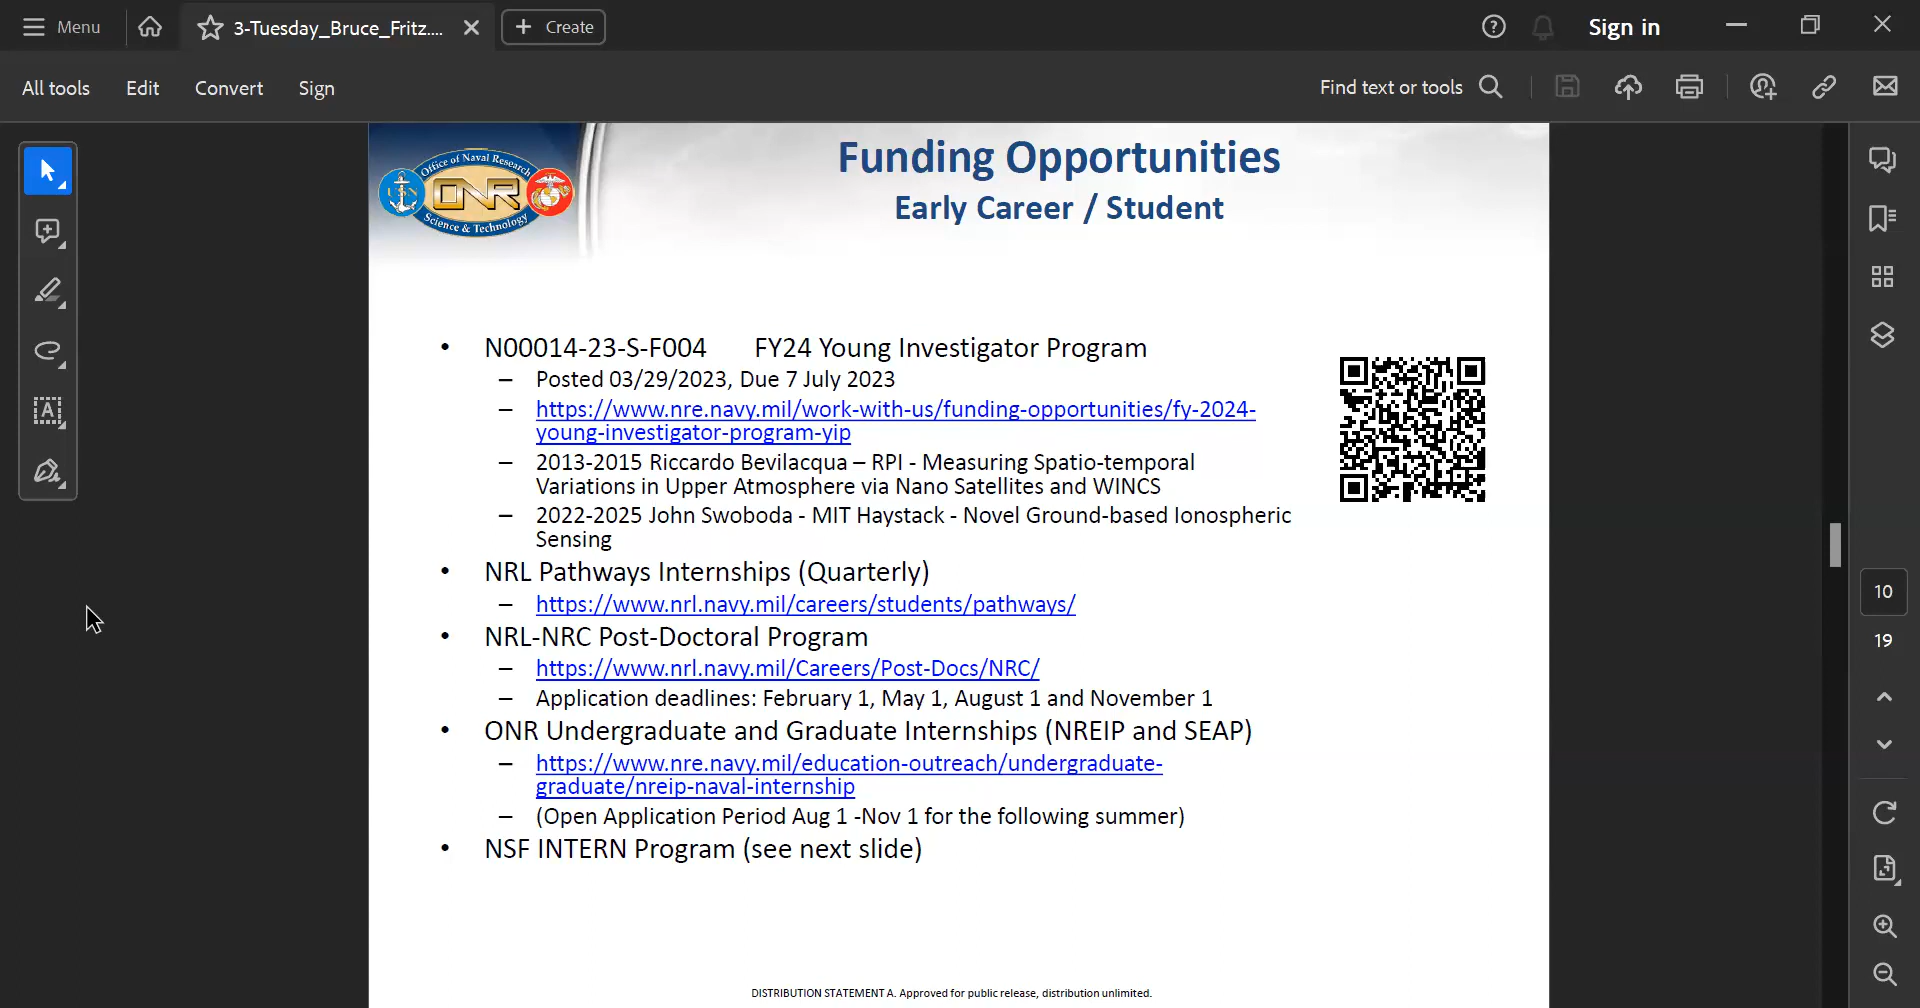 Menu
3-Tuesday_Bruce_Fritz....
Create
Sign in
All tools
Edit
Convert
Sign
Find text or tools
Office of Naval Research
USN
ONR
Science & Technology
Funding Opportunities
Early Career / Student
• N00014-23-S-F004 FY24 Young Investigator Program
– Posted 03/29/2023, Due 7 July 2023
– https://www.nre.navy.mil/work-with-us/funding-opportunities/fy-2024-
young-investigator-program-yip
– 2013-2015 Riccardo Bevilacqua – RPI - Measuring Spatio-temporal
Variations in Upper Atmosphere via Nano Satellites and WINCS
– 2022-2025 John Swoboda - MIT Haystack - Novel Ground-based Ionospheric
Sensing
• NRL Pathways Internships (Quarterly)
– https://www.nrl.navy.mil/careers/students/pathways/
• NRL-NRC Post-Doctoral Program
– https://www.nrl.navy.mil/Careers/Post-Docs/NRC/
– Application deadlines: February 1, May 1, August 1 and November 1
• ONR Undergraduate and Graduate Internships (NREIP and SEAP)
– https://www.nre.navy.mil/education-outreach/undergraduate-
graduate/nreip-naval-internship
– (Open Application Period Aug 1 -Nov 1 for the following summer)
• NSF INTERN Program (see next slide)
DISTRIBUTION STATEMENT A. Approved for public release, distribution unlimited.
10
19